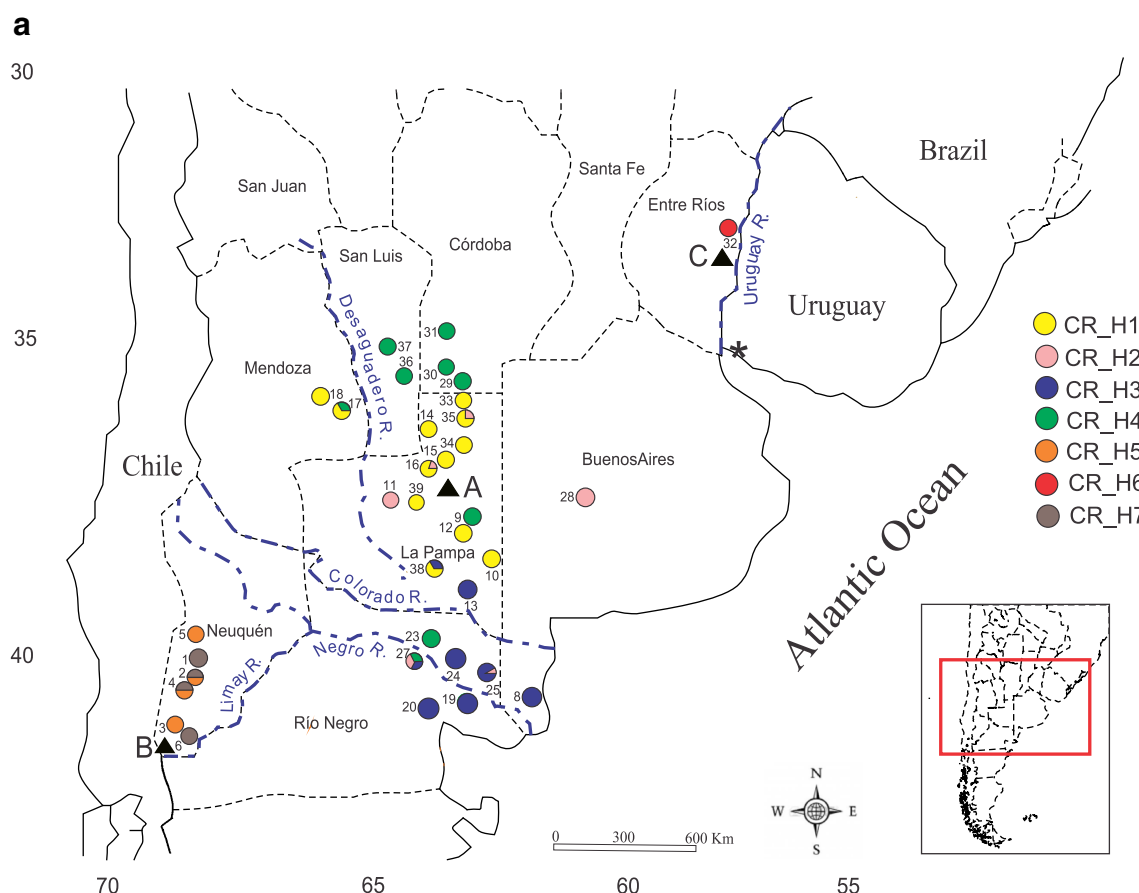 a
30
San Juan
Santa Fe
Brazil
Entre Ríos
Córdoba
San Luis
32
C
Uruguay R.
Uruguay
Desaguadero R.
35
31
37
36
30
29
*
Mendoza
18
17
33
35
14
34
15
16
Chile
BuenosAires
11
39
A
28
9
12
La Pampa
10
38
Colorado R.
13
CR_H1
CR_H2
CR_H3
CR_H4
CR_H5
CR_H6
CR_H7
Atlantic Ocean
40
5
Neuquén
1
2
4
Limay R.
Negro R.
23
27
24
25
8
3
6
B
Río Negro
20
19
N
W E
S
0 300 600 Km
70 65 60 55